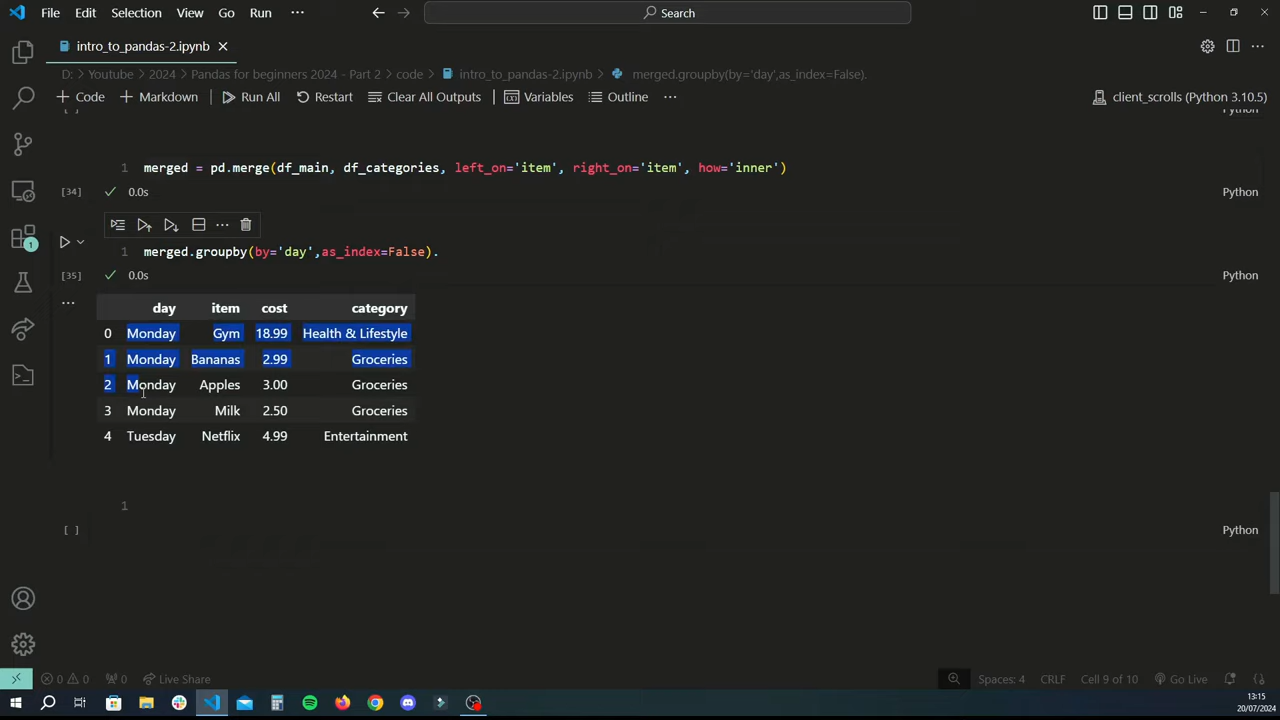 File Edit Selection View Go Run ··· Search
intro_to_pandas-2.ipynb
D: > Youtube > 2024 > Pandas for beginners 2024 - Part 2 > code > intro_to_pandas-2.ipynb > merged.groupby(by='day',as_index=False).
+ Code + Markdown Run All Restart Clear All Outputs Variables Outline ··· client_scrolls (Python 3.10.5)
[ ] Python
1 merged = pd.merge(df_main, df_categories, left_on='item', right_on='item', how='inner')
[34] ✓ 0.0s Python
1 merged.groupby(by='day',as_index=False).
[35] ✓ 0.0s Python
day item cost category
0 Monday Gym 18.99 Health & Lifestyle
1 Monday Bananas 2.99 Groceries
2 Monday Apples 3.00 Groceries
3 Monday Milk 2.50 Groceries
4 Tuesday Netflix 4.99 Entertainment
1
[ ] Python
0 0 0 Live Share Spaces: 4 CRLF Cell 9 of 10 Go Live
13:15
20/07/2024
1